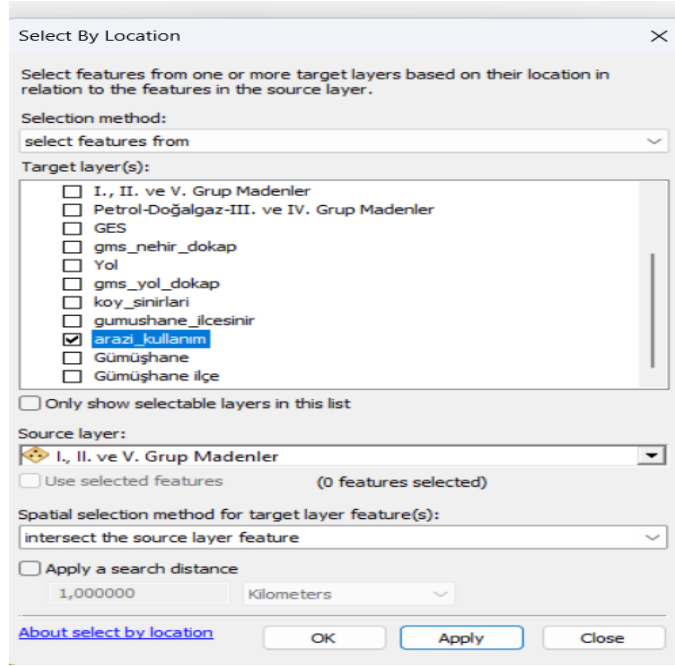 Select By Location
Select features from one or more target layers based on their location in
relation to the features in the source layer.
Selection method:
select features from
Target layer(s):
I., II. ve V. Grup Madenler
Petrol-Doğalgaz-III. ve IV. Grup Madenler
GES
gms_nehir_dokap
Yol
gms_yol_dokap
koy_sinirlari
gumushane_ilcesinir
arazi_kullanım
Gümüşhane
Gümüşhane ilçe
Only show selectable layers in this list
Source layer:
I., II. ve V. Grup Madenler
Use selected features (0 features selected)
Spatial selection method for target layer feature(s):
intersect the source layer feature
Apply a search distance
1,000000 Kilometers
About select by location OK Apply Close